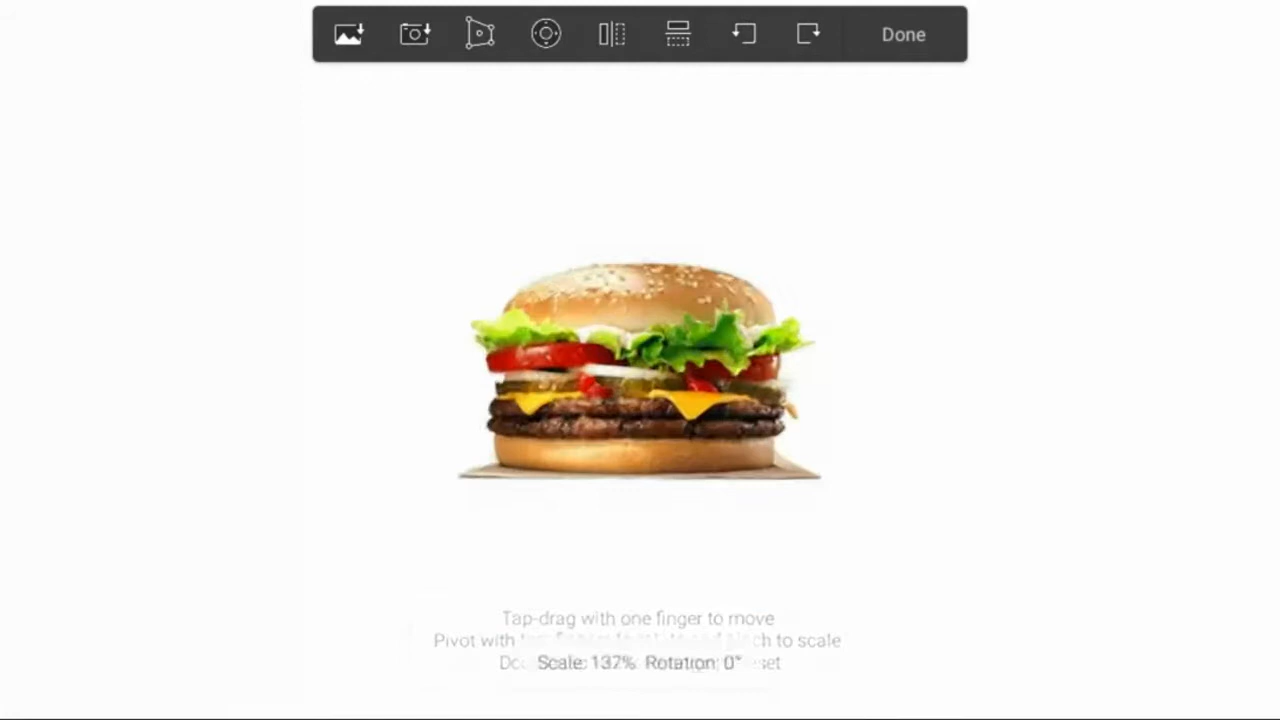 Done
Tap-drag with one finger to move
Pivot with to scale
Scale: 137% Rotation: 0°